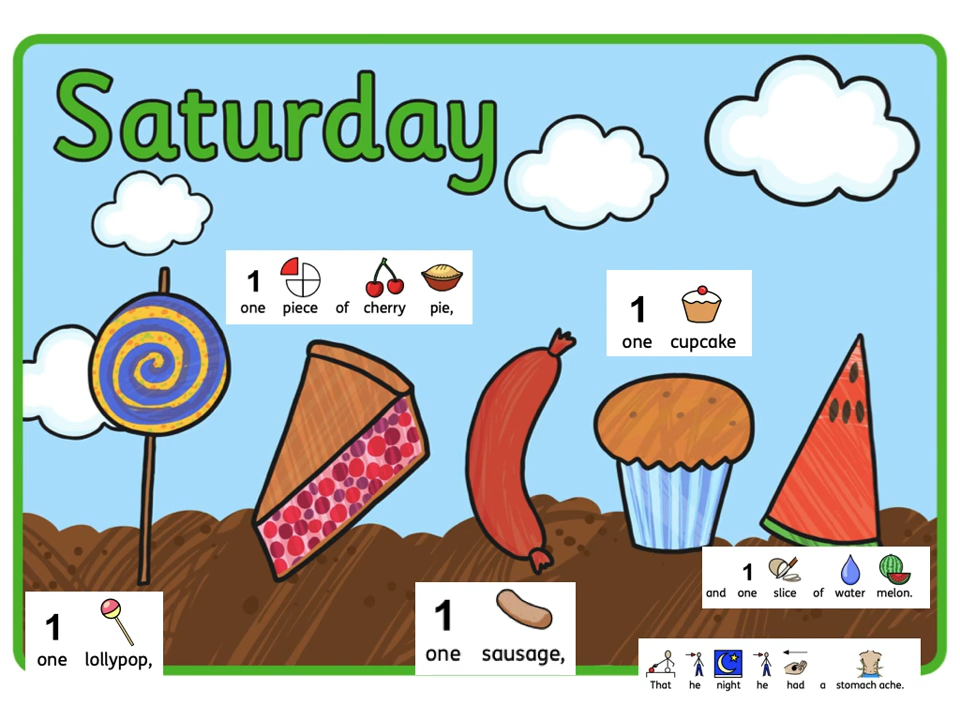 Saturday
1
one lollypop,
1
one piece of cherry pie,
1
one sausage,
1
one cupcake
1
and one slice of water melon.
That he night he had a stomach ache.